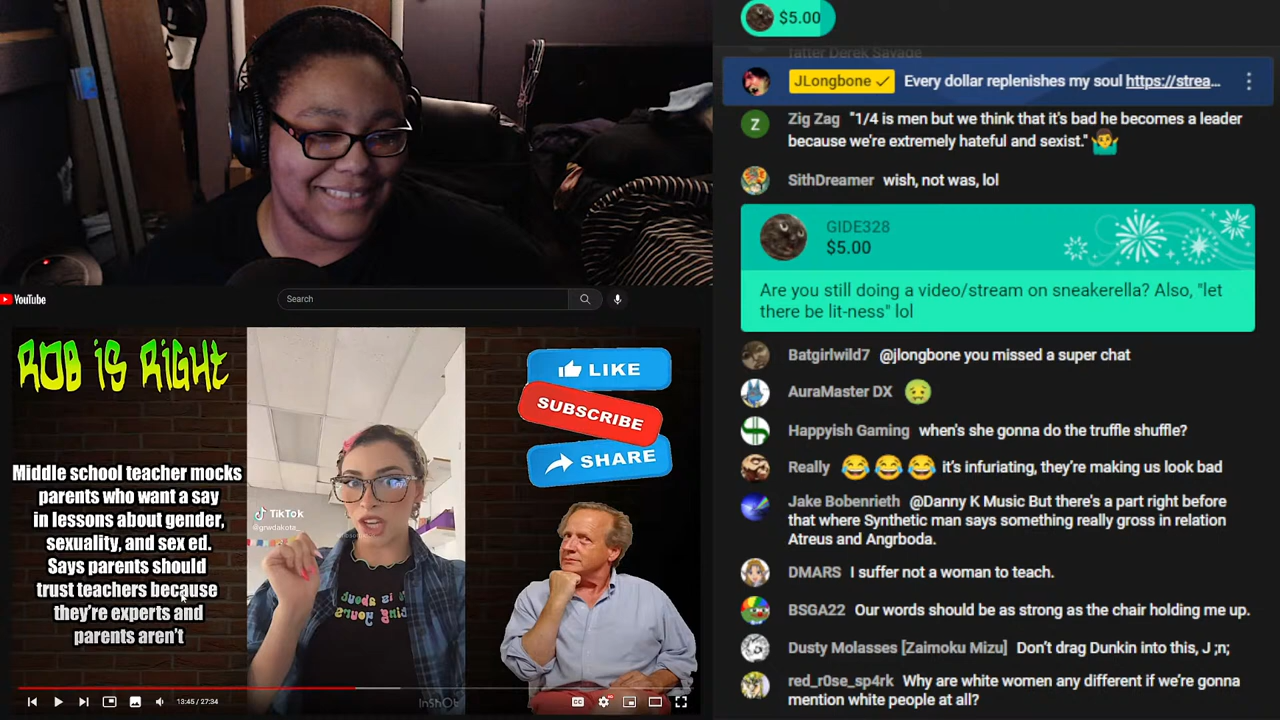 $5.00
fatter Derek Savage
JLongbone Every dollar replenishes my soul https://strea...
Z Zig Zag "1/4 is men but we think that it's bad he becomes a leader
because we're extremely hateful and sexist."
SithDreamer wish, not was, lol
GIDE328
$5.00
Are you still doing a video/stream on sneakerella? Also, "let
there be lit-ness" lol
Batgirlwild7 @jlongbone you missed a super chat
AuraMaster DX
Happyish Gaming when's she gonna do the truffle shuffle?
Really it's infuriating, they're making us look bad
Jake Bobenrieth @Danny K Music But there's a part right before
that where Synthetic man says something really gross in relation
Atreus and Angrboda.
DMARS I suffer not a woman to teach.
BSGA22 Our words should be as strong as the chair holding me up.
Dusty Molasses [Zaimoku Mizu] Don't drag Dunkin into this, J ;n;
red_r0se_sp4rk Why are white women any different if we're gonna
mention white people at all?
YouTube
Search
ROB iS RiGHT
Middle school teacher mocks
parents who want a say
in lessons about gender,
sexuality, and sex ed.
Says parents should
trust teachers because
they're experts and
parents aren't
TikTok
@grwdakota_
LIKE
SUBSCRIBE
SHARE
InShOt
13:45 / 27:34